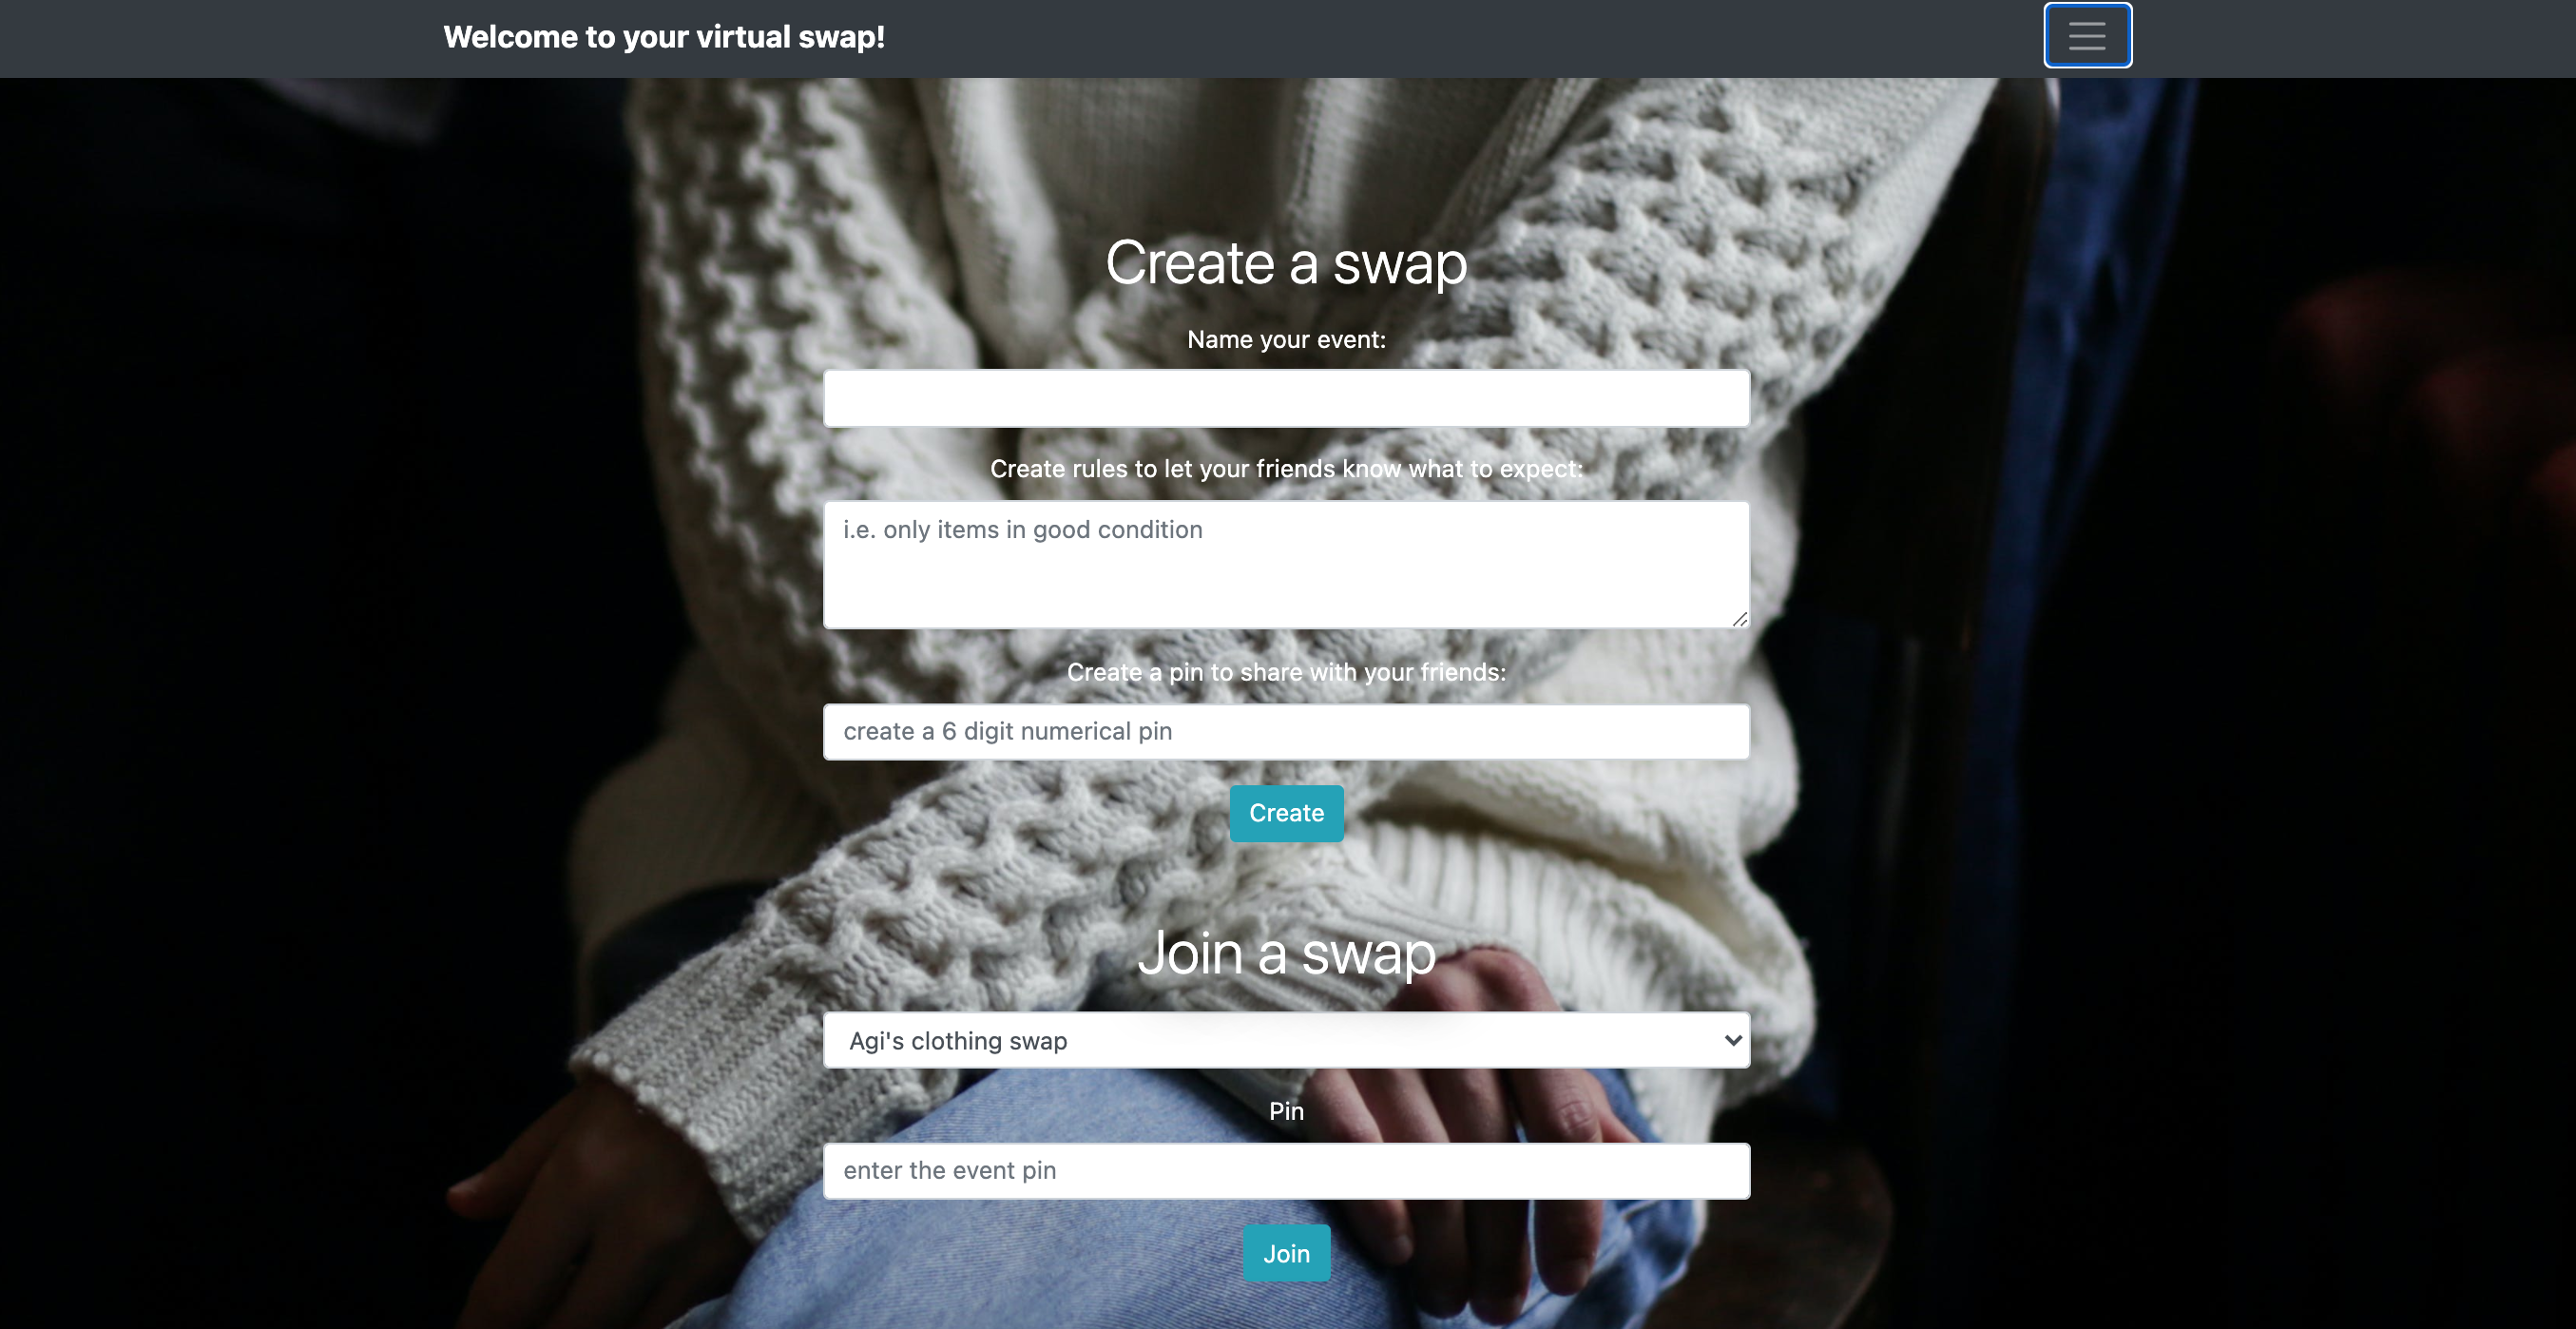 Welcome to your virtual swap!
Create a swap
Name your event:
Create rules to let your friends know what to expect:
i.e. only items in good condition
Create a pin to share with your friends:
create a 6 digit numerical pin
Create
Join a swap
Agi's clothing swap
Pin
enter the event pin
Join